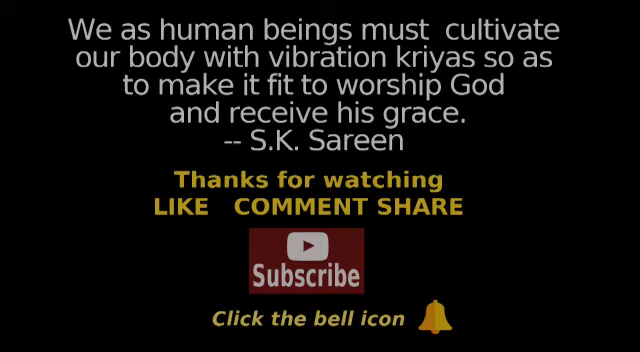 We as human beings must  cultivate
our body with vibration kriyas so as
to make it fit to worship God
and receive his grace.
-- S.K. Sareen
Thanks for watching
LIKE   COMMENT SHARE
Subscribe
Click the bell icon